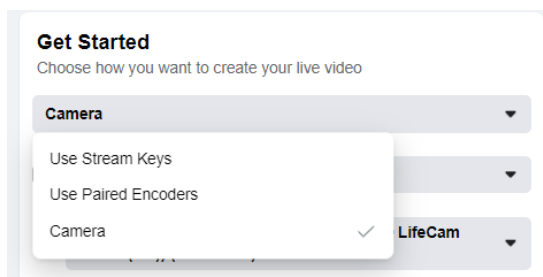 Get Started
Choose how you want to create your live video
Camera
Use Stream Keys
Use Paired Encoders
Camera
LifeCam